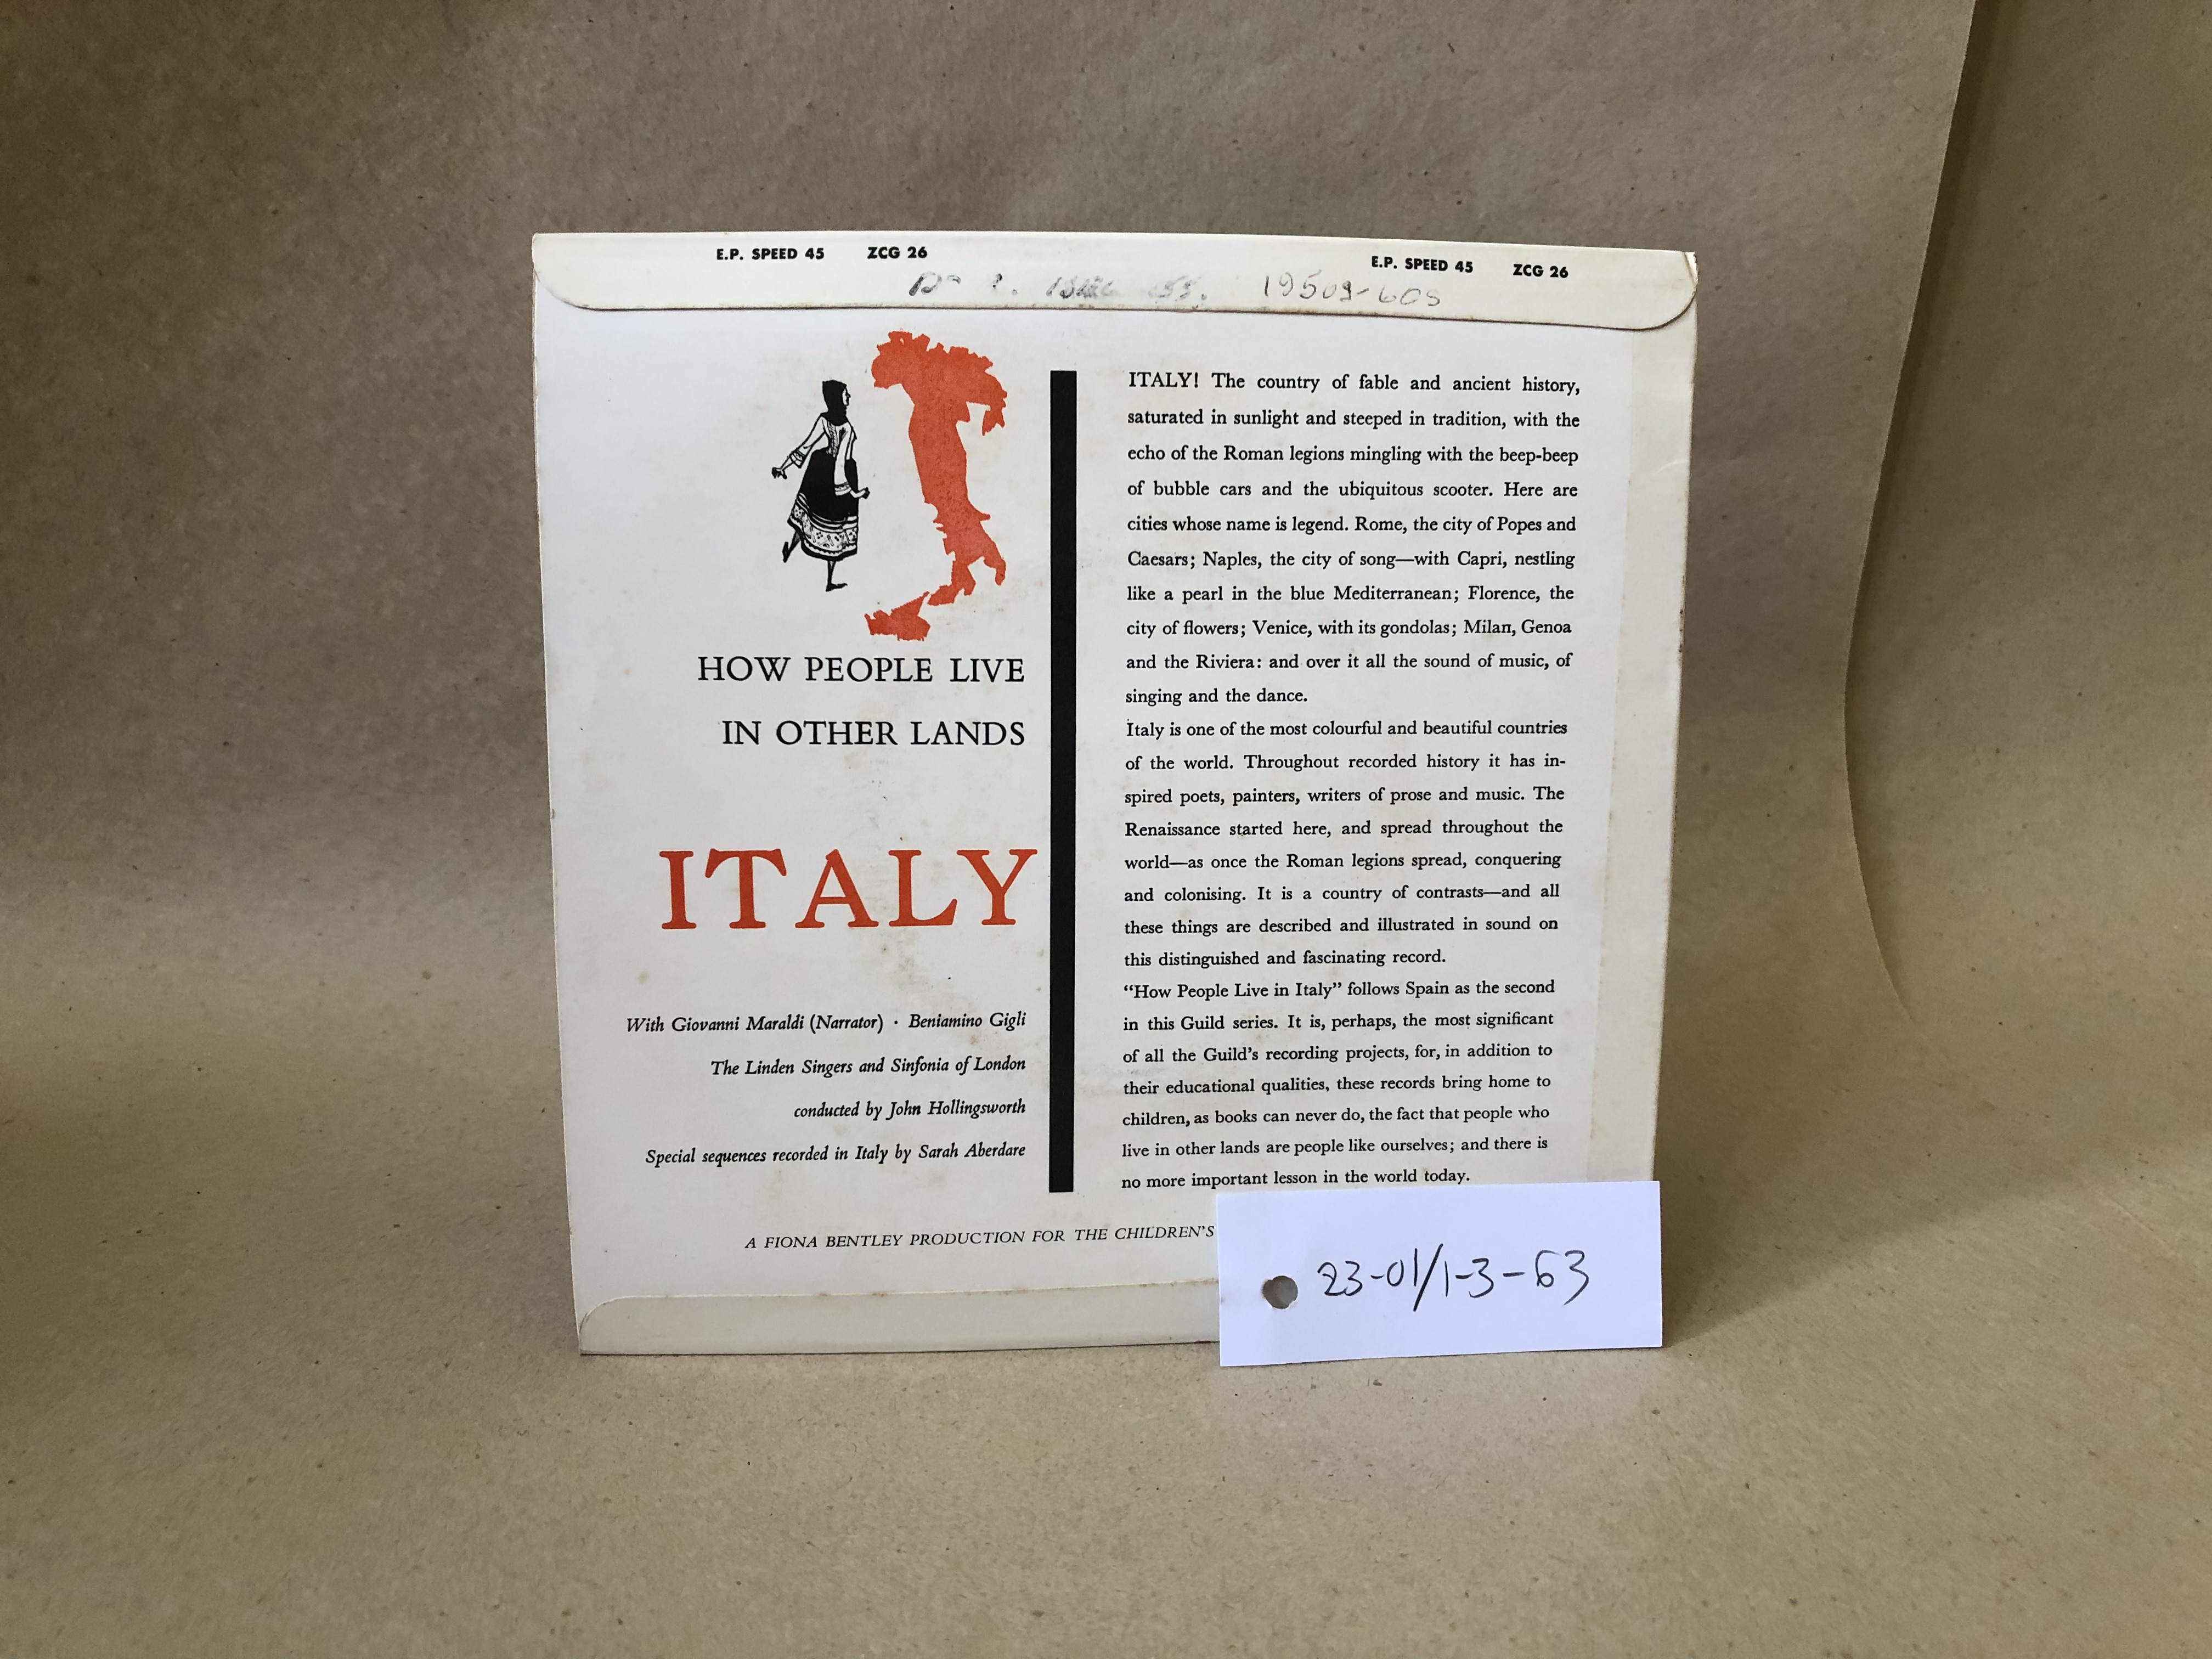 E.P. SPEED 45 ZCG 26 E.P. SPEED 45 ZCG 26
1950s-60s
HOW PEOPLE LIVE
IN OTHER LANDS
ITALY
With Giovanni Maraldi (Narrator) · Beniamino Gigli
The Linden Singers and Sinfonia of London
conducted by John Hollingsworth
Special sequences recorded in Italy by Sarah Aberdare
ITALY! The country of fable and ancient history,
saturated in sunlight and steeped in tradition, with the
echo of the Roman legions mingling with the beep-beep
of bubble cars and the ubiquitous scooter. Here are
cities whose name is legend. Rome, the city of Popes and
Caesars; Naples, the city of song—with Capri, nestling
like a pearl in the blue Mediterranean; Florence, the
city of flowers; Venice, with its gondolas; Milan, Genoa
and the Riviera: and over it all the sound of music, of
singing and the dance.
Italy is one of the most colourful and beautiful countries
of the world. Throughout recorded history it has in-
spired poets, painters, writers of prose and music. The
Renaissance started here, and spread throughout the
world—as once the Roman legions spread, conquering
and colonising. It is a country of contrasts—and all
these things are described and illustrated in sound on
this distinguished and fascinating record.
“How People Live in Italy” follows Spain as the second
in this Guild series. It is, perhaps, the most significant
of all the Guild's recording projects, for, in addition to
their educational qualities, these records bring home to
children, as books can never do, the fact that people who
live in other lands are people like ourselves; and there is
no more important lesson in the world today.
A FIONA BENTLEY PRODUCTION FOR THE CHILDREN'S
23-01/1-3-63